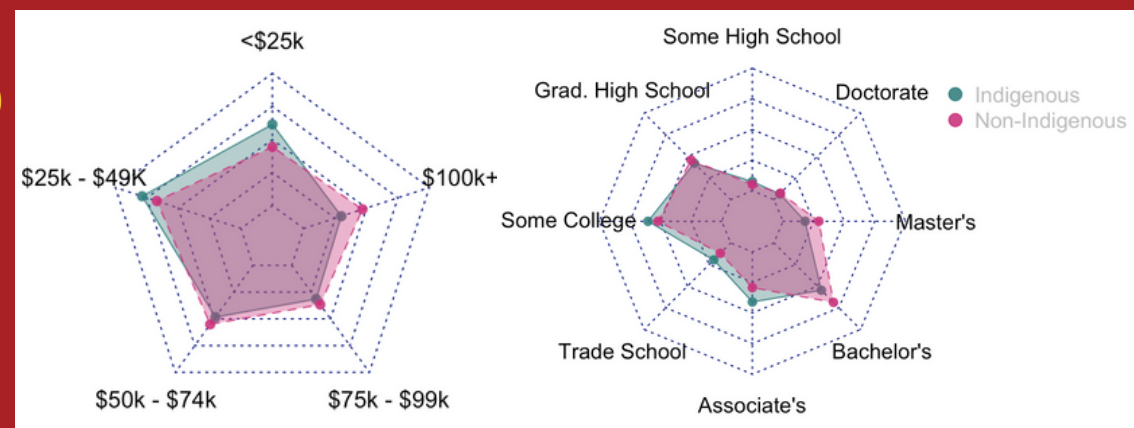 <$25k
$25k - $49K
$100k+
$50k - $74k
$75k - $99k
Some High School
Grad. High School
Doctorate
Some College
Master's
Trade School
Bachelor's
Associate's
Indigenous
Non-Indigenous